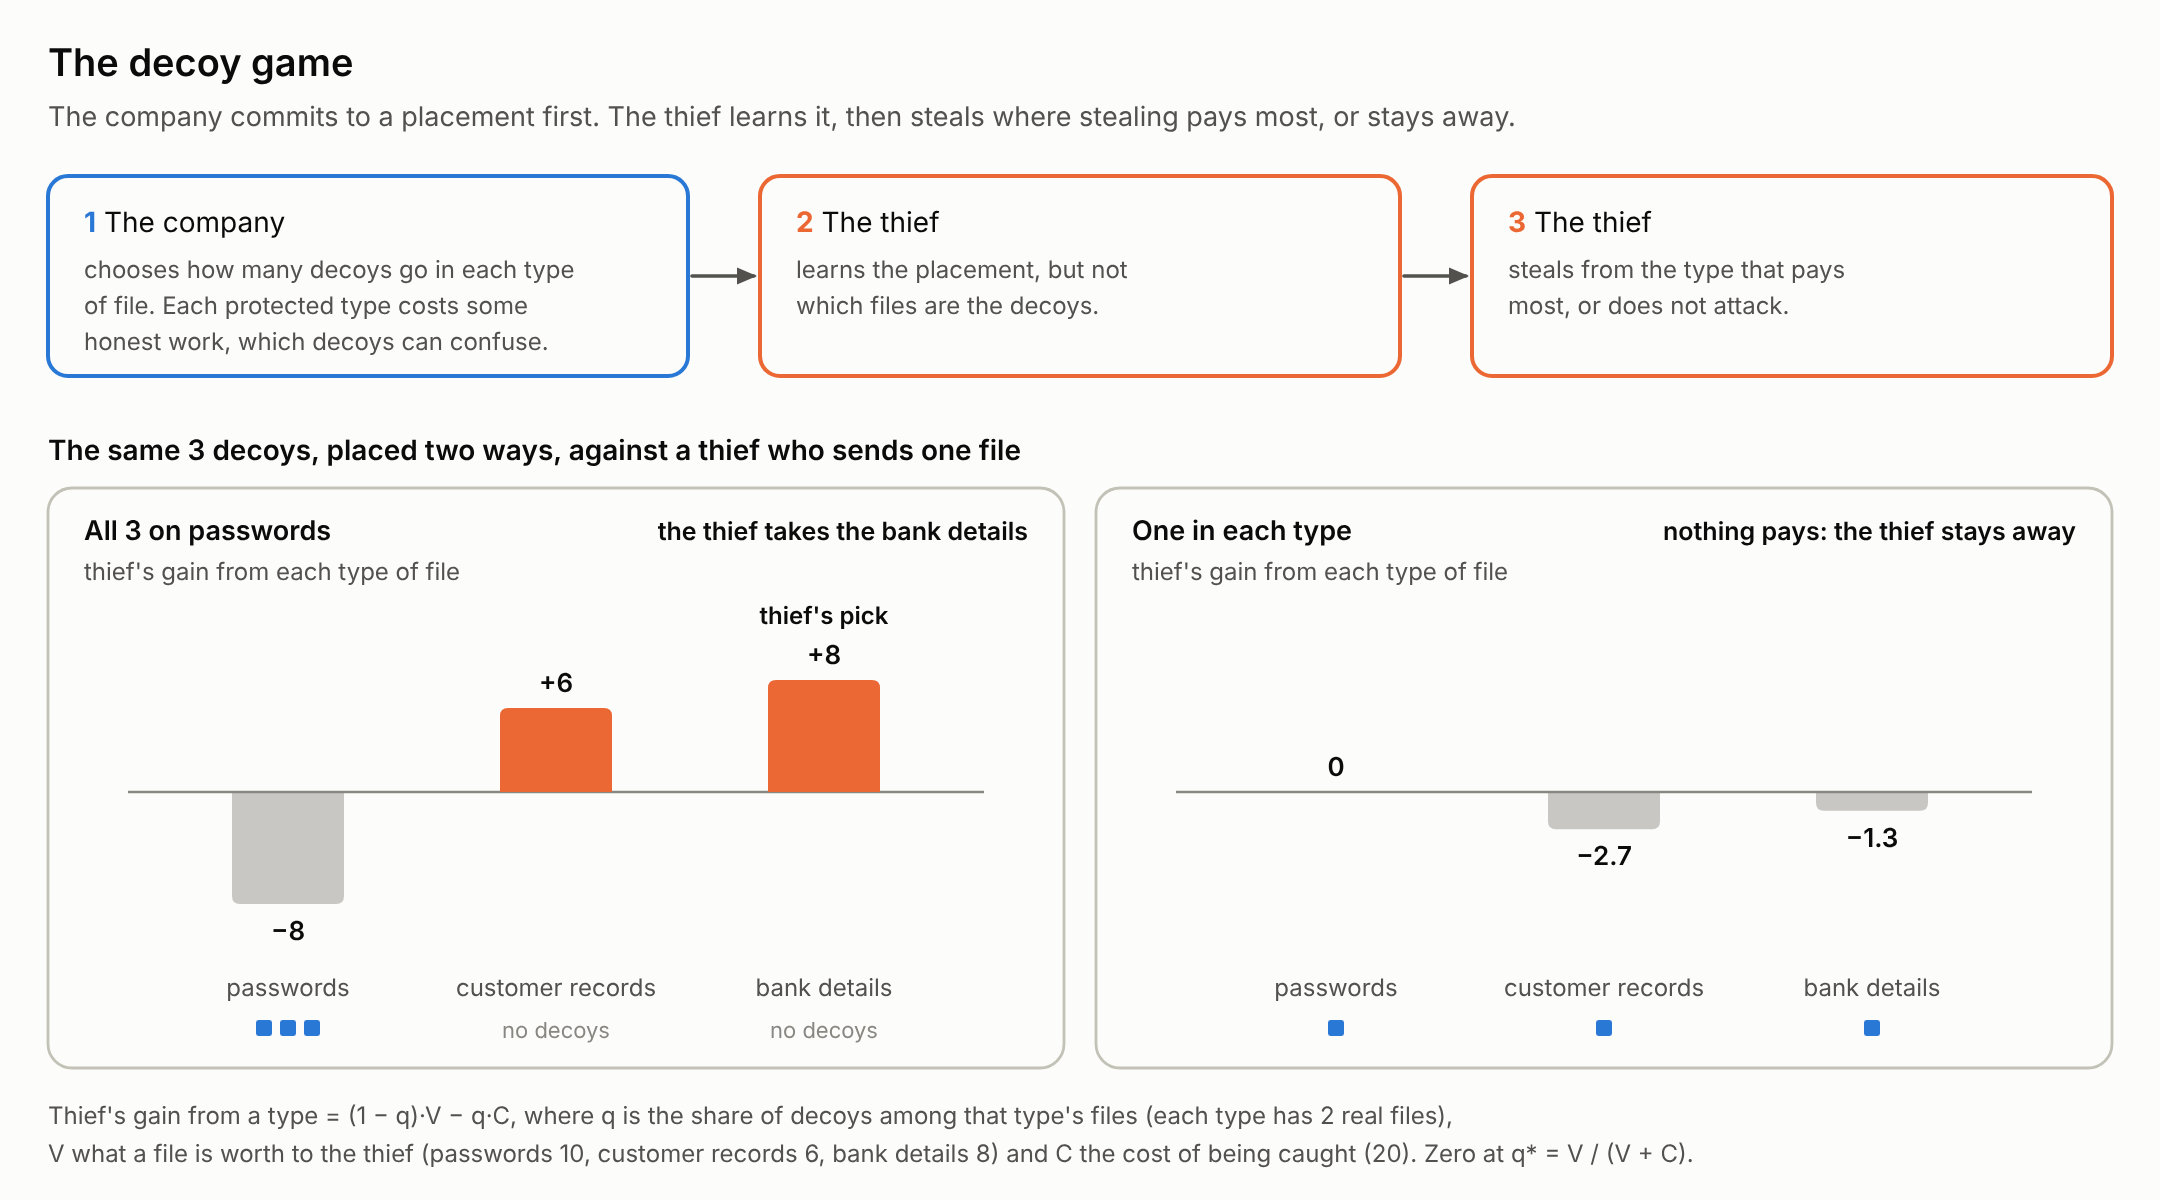 The decoy game
The company commits to a placement first. The thief learns it, then steals where stealing pays most, or stays away.
1 The company
chooses how many decoys go in each type
of file. Each protected type costs some
honest work, which decoys can confuse.
2 The thief
learns the placement, but not
which files are the decoys.
3 The thief
steals from the type that pays
most, or does not attack.
The same 3 decoys, placed two ways, against a thief who sends one file
All 3 on passwords
the thief takes the bank details
thief's gain from each type of file
thief's pick
+8
+6
−8
passwords
customer records
bank details
no decoys
no decoys
One in each type
nothing pays: the thief stays away
thief's gain from each type of file
0
−2.7
−1.3
passwords
customer records
bank details
Thief's gain from a type = (1 − q)·V − q·C, where q is the share of decoys among that type's files (each type has 2 real files),
V what a file is worth to the thief (passwords 10, customer records 6, bank details 8) and C the cost of being caught (20). Zero at q* = V / (V + C).